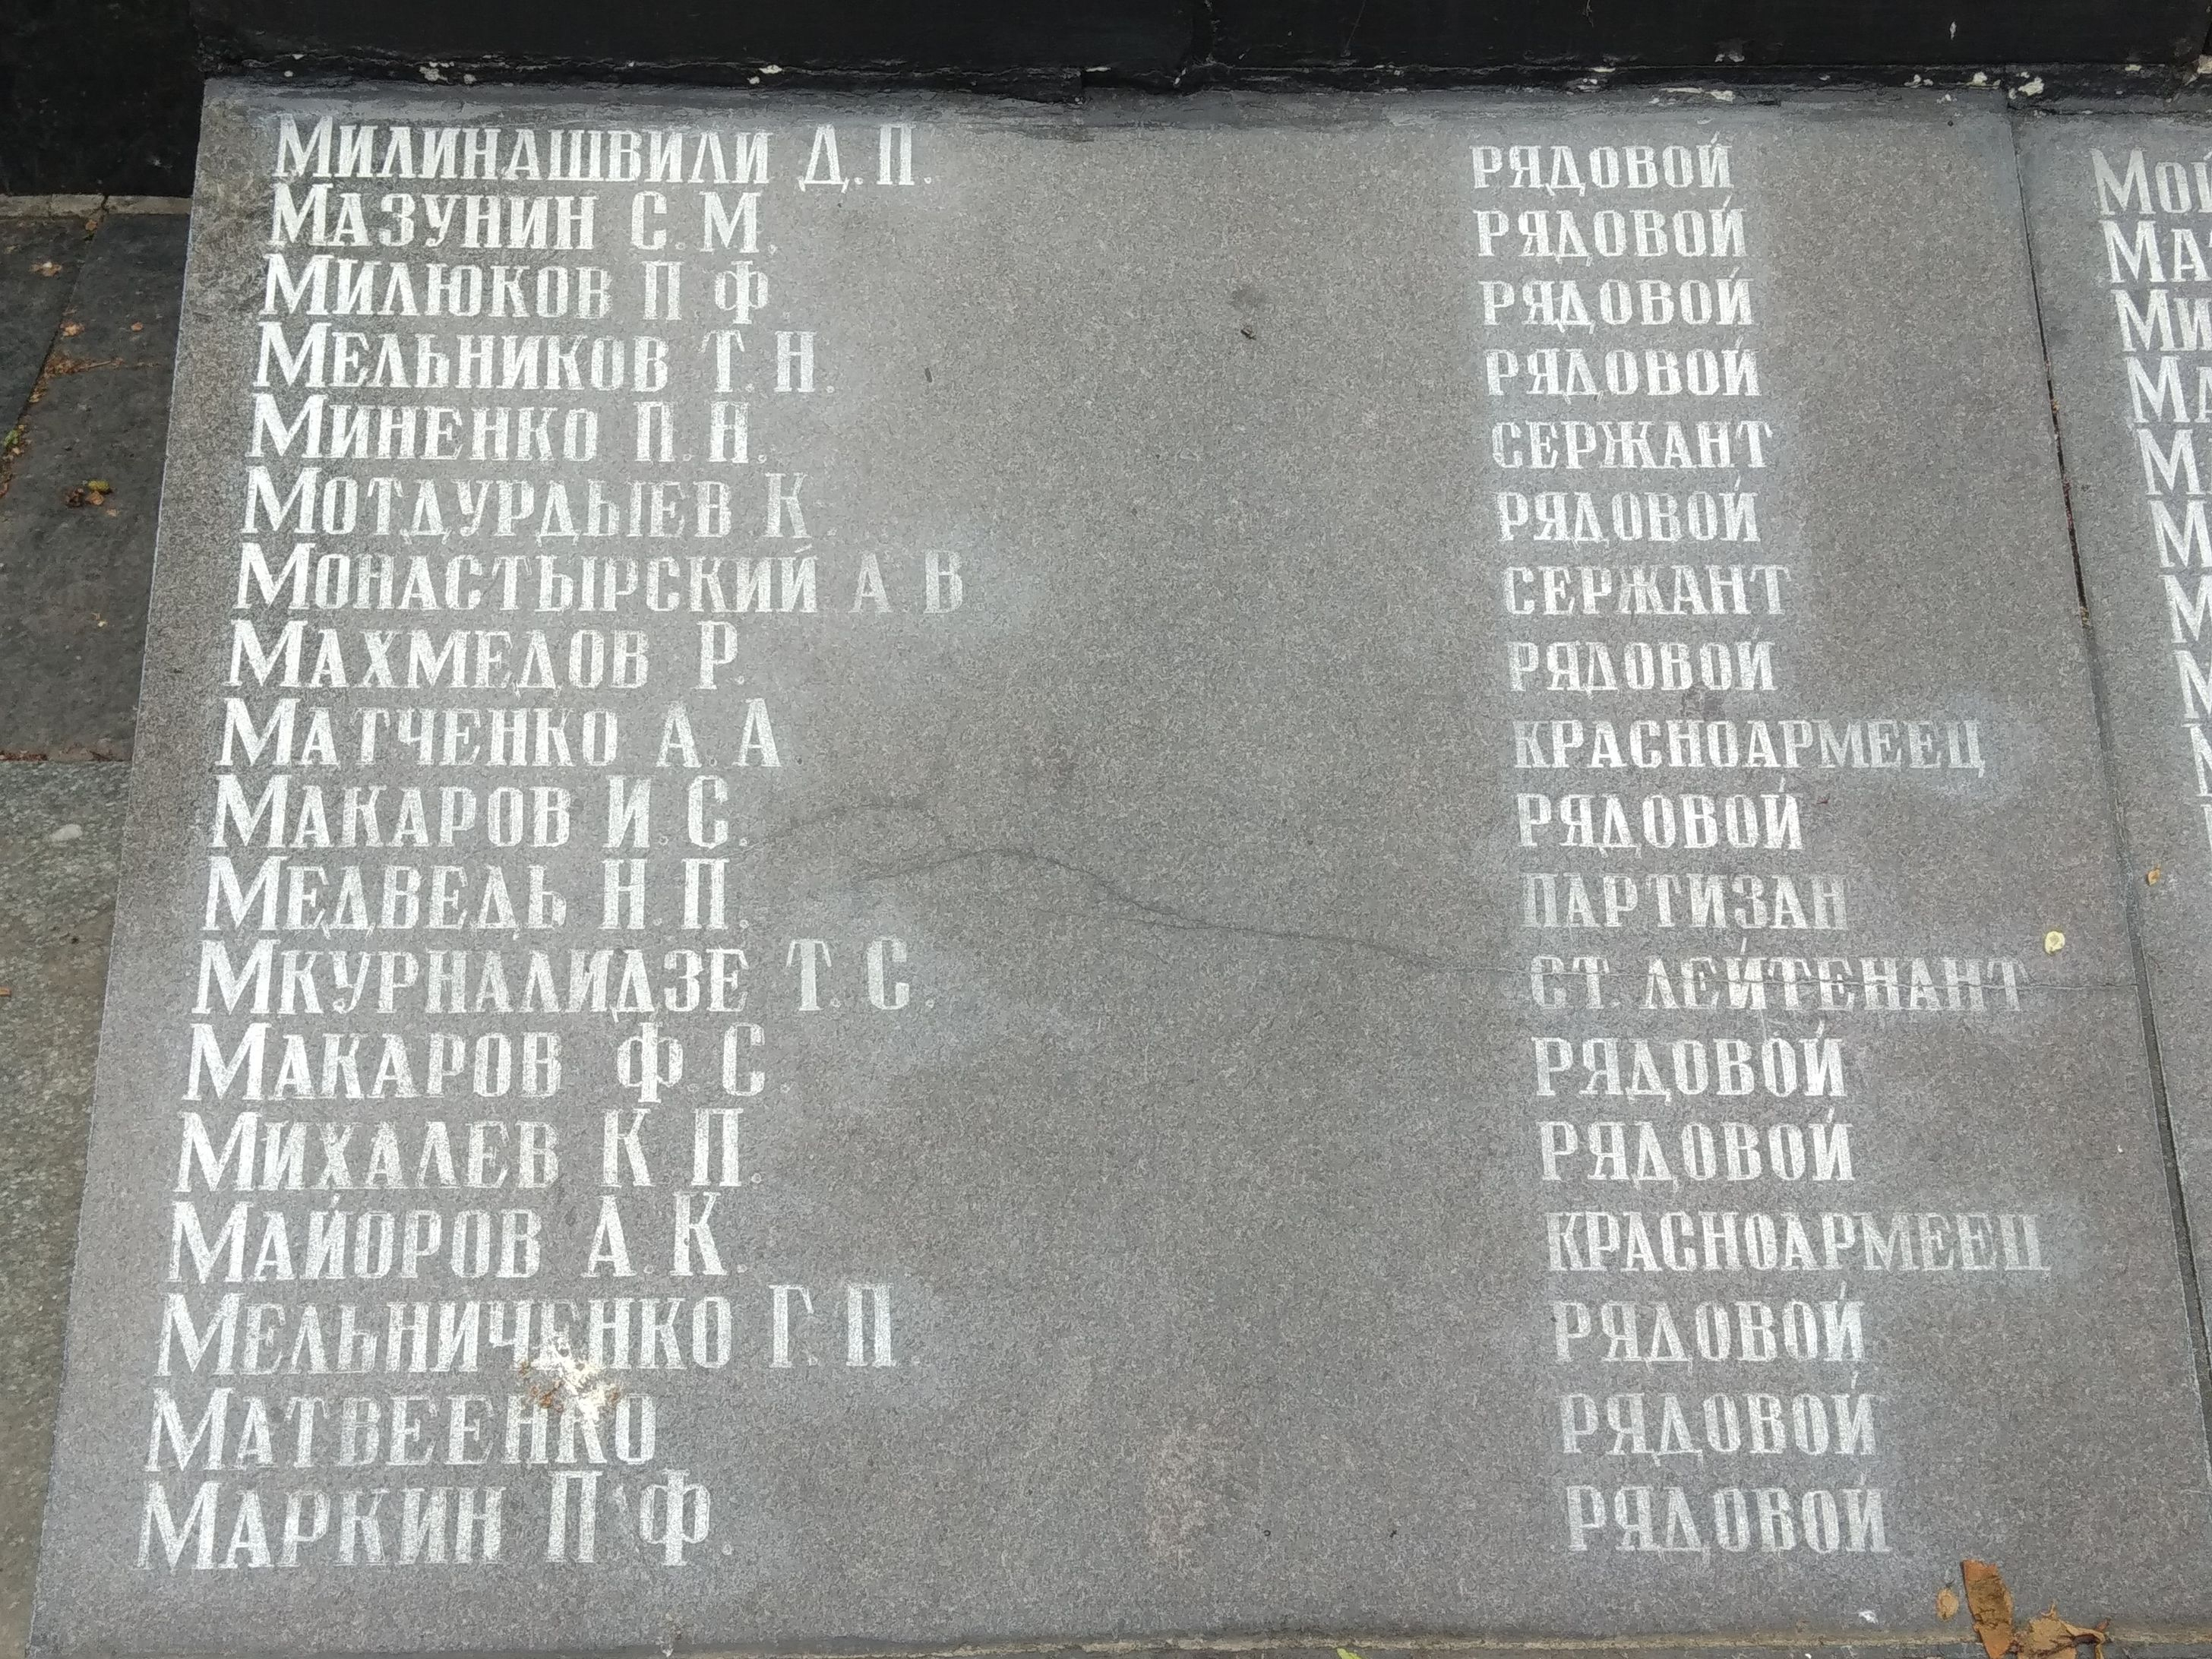 Милинашвили Д. П. рядовой
Мазунин С. М. рядовой
Милюков П Ф. рядовой
Мельников Т. Н. рядовой
Миненко П. Я. сержант
Мотдурдыев К. рядовой
Монастырский А. В. сержант
Махмедов Р. рядовой
Матченко А. А красноармеец
Макаров И. С. рядовой
Медведь Н. П. партизан
Мкурналидзе Т. С. ст. лейтенант
Макаров Ф. С. рядовой
Михалев К П. рядовой
Майоров А. К. красноармеец
Мельниченко Г. П. рядовой
Матвеенко рядовой
Маркин П. Ф. рядовой